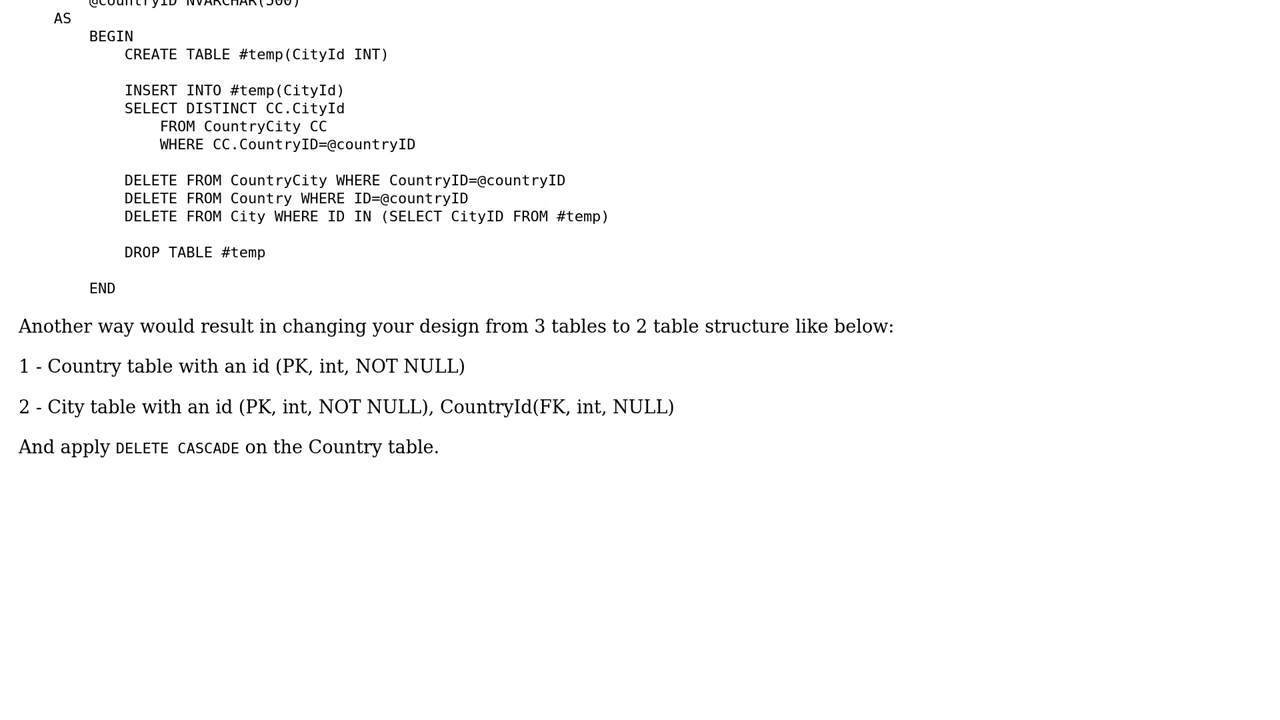 @countryID NVARCHAR(500)
AS
BEGIN
CREATE TABLE #temp(CityId INT)
INSERT INTO #temp(CityId)
SELECT DISTINCT CC.CityId
FROM CountryCity CC
WHERE CC.CountryID=@countryID
DELETE FROM CountryCity WHERE CountryID=@countryID
DELETE FROM Country WHERE ID=@countryID
DELETE FROM City WHERE ID IN (SELECT CityID FROM #temp)
DROP TABLE #temp
END
Another way would result in changing your design from 3 tables to 2 table structure like below:
1 - Country table with an id (PK, int, NOT NULL)
2 - City table with an id (PK, int, NOT NULL), CountryId(FK, int, NULL)
And apply DELETE CASCADE on the Country table.